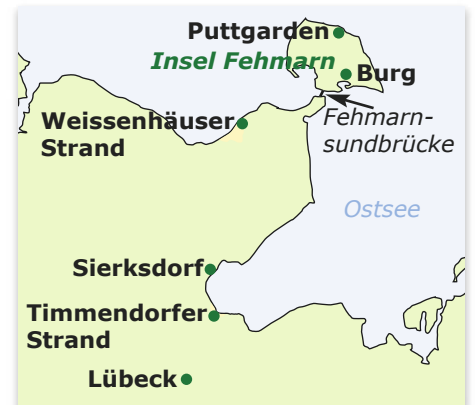 Puttgarden
Insel Fehmarn
Burg
Weissenhäuser
Strand
Fehmarn-
sundbrücke
Ostsee
Sierksdorf
Timmendorfer
Strand
Lübeck